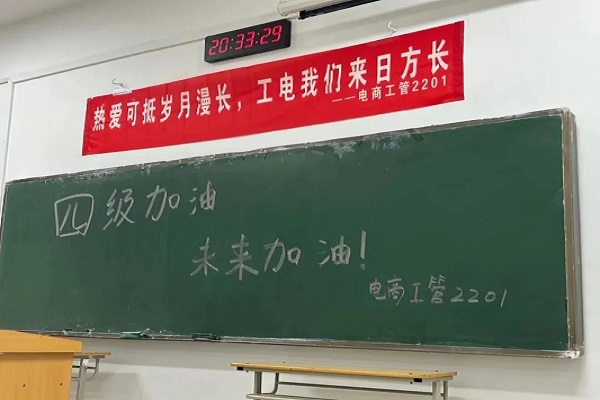 20:33:29
热爱可抵岁月漫长，工电我们来日方长
——电商工管2201
四级加油
未来加油!
电商工管2201